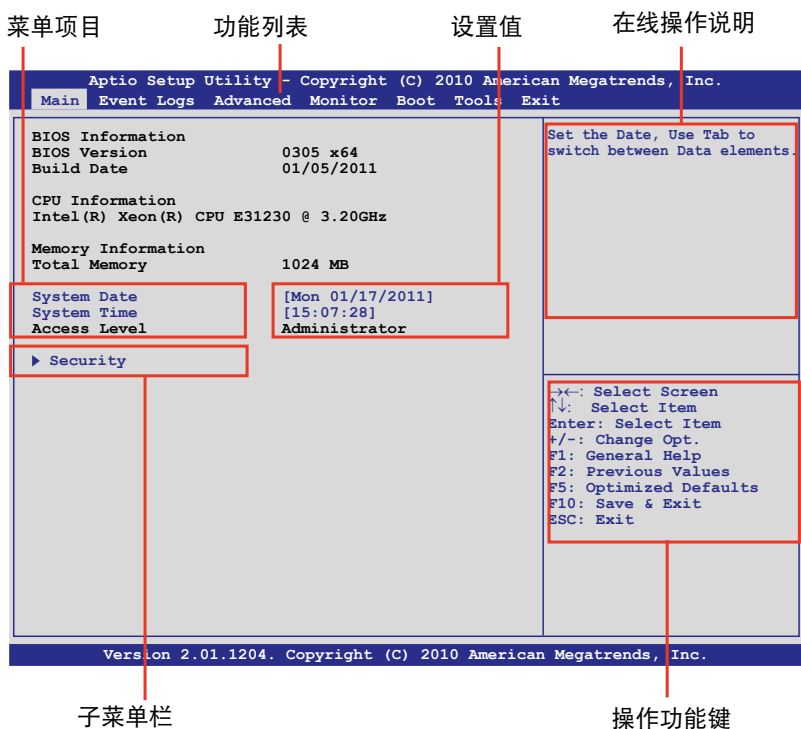 菜单项目 功能列表 设置值 在线操作说明
Aptio Setup Utility - Copyright (C) 2010 American Megatrends, Inc.
Main Event Logs Advanced Monitor Boot Tools Exit
BIOS Information
BIOS Version 0305 x64
Build Date 01/05/2011
CPU Information
Intel(R) Xeon(R) CPU E31230 @ 3.20GHz
Memory Information
Total Memory 1024 MB
System Date [Mon 01/17/2011]
System Time [15:07:28]
Access Level Administrator
Security
Set the Date, Use Tab to
switch between Data elements.
→←: Select Screen
↑↓: Select Item
Enter: Select Item
+/-: Change Opt.
F1: General Help
F2: Previous Values
F5: Optimized Defaults
F10: Save & Exit
ESC: Exit
Version 2.01.1204. Copyright (C) 2010 American Megatrends, Inc.
子菜单栏 操作功能键